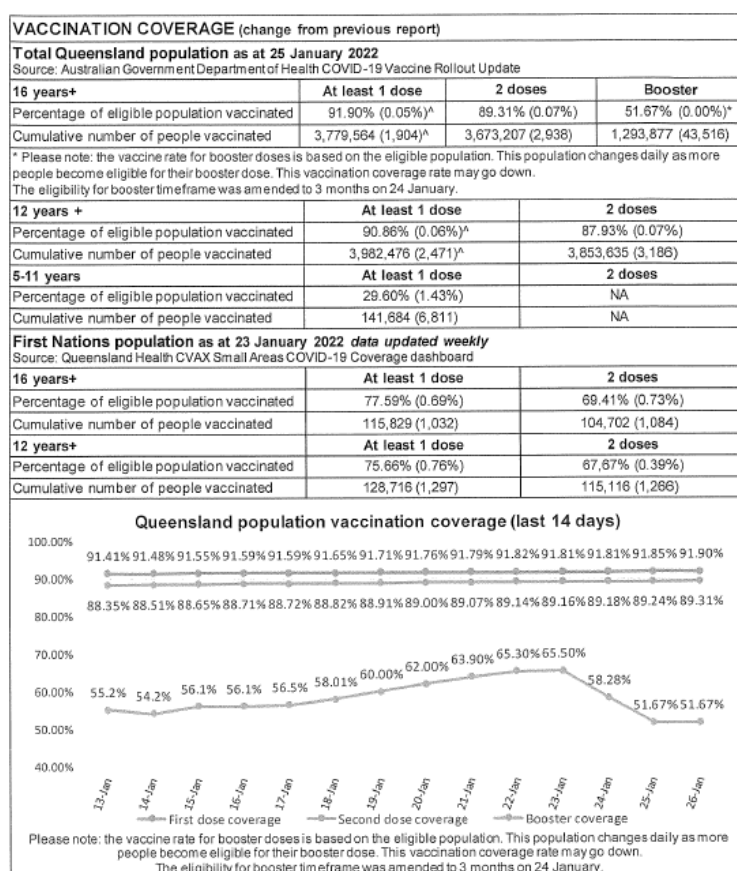 VACCINATION COVERAGE (change from previous report)
Total Queensland population as at 25 January 2022
Source: Australian Government Department of Health COVID-19 Vaccine Rollout Update
16 years+ At least 1 dose 2 doses Booster
Percentage of eligible population vaccinated 91.90% (0.05%)^ 89.31% (0.07%) 51.67% (0.00%)*
Cumulative number of people vaccinated 3,779,564 (1,904)^ 3,673,207 (2,938) 1,293,877 (43,516)
* Please note: the vaccine rate for booster doses is based on the eligible population. This population changes daily as more
people become eligible for their booster dose. This vaccination coverage rate may go down.
The eligibility for booster timeframe was amended to 3 months on 24 January.
12 years + At least 1 dose 2 doses
Percentage of eligible population vaccinated 90.86% (0.06%)^ 87.93% (0.07%)
Cumulative number of people vaccinated 3,982,476 (2,471)^ 3,853,635 (3,186)
5-11 years At least 1 dose 2 doses
Percentage of eligible population vaccinated 29.60% (1.43%) NA
Cumulative number of people vaccinated 141,684 (6,811) NA
First Nations population as at 23 January 2022 data updated weekly
Source: Queensland Health CVAX Small Areas COVID-19 Coverage dashboard
16 years+ At least 1 dose 2 doses
Percentage of eligible population vaccinated 77.59% (0.69%) 69.41% (0.73%)
Cumulative number of people vaccinated 115,829 (1,032) 104,702 (1,084)
12 years+ At least 1 dose 2 doses
Percentage of eligible population vaccinated 75.66% (0.76%) 67,67% (0.39%)
Cumulative number of people vaccinated 128,716 (1,297) 115,116 (1,266)
Queensland population vaccination coverage (last 14 days)
100.00%
91.41% 91.48% 91.55% 91.59% 91.59% 91.65% 91.71% 91.76% 91.79% 91.82% 91.81% 91.81% 91.85% 91.90%
90.00%
88.35% 88.51% 88.65% 88.71% 88.72% 88.82% 88.91% 89.00% 89.07% 89.14% 89.16% 89.18% 89.24% 89.31%
80.00%
70.00%
55.2% 54.2% 56.1% 56.1% 56.5% 58.01% 60.00% 62.00% 63.90% 65.30% 65.50% 58.28% 51.67% 51.67%
60.00%
50.00%
40.00%
13-Jan 14-Jan 15-Jan 16-Jan 17-Jan 18-Jan 19-Jan 20-Jan 21-Jan 22-Jan 23-Jan 24-Jan 25-Jan 26-Jan
First dose coverage Second dose coverage Booster coverage
Please note: the vaccine rate for booster doses is based on the eligible population. This population changes daily as more
people become eligible for their booster dose. This vaccination coverage rate may go down.
The eligibility for booster timeframe was amended to 3 months on 24 January.